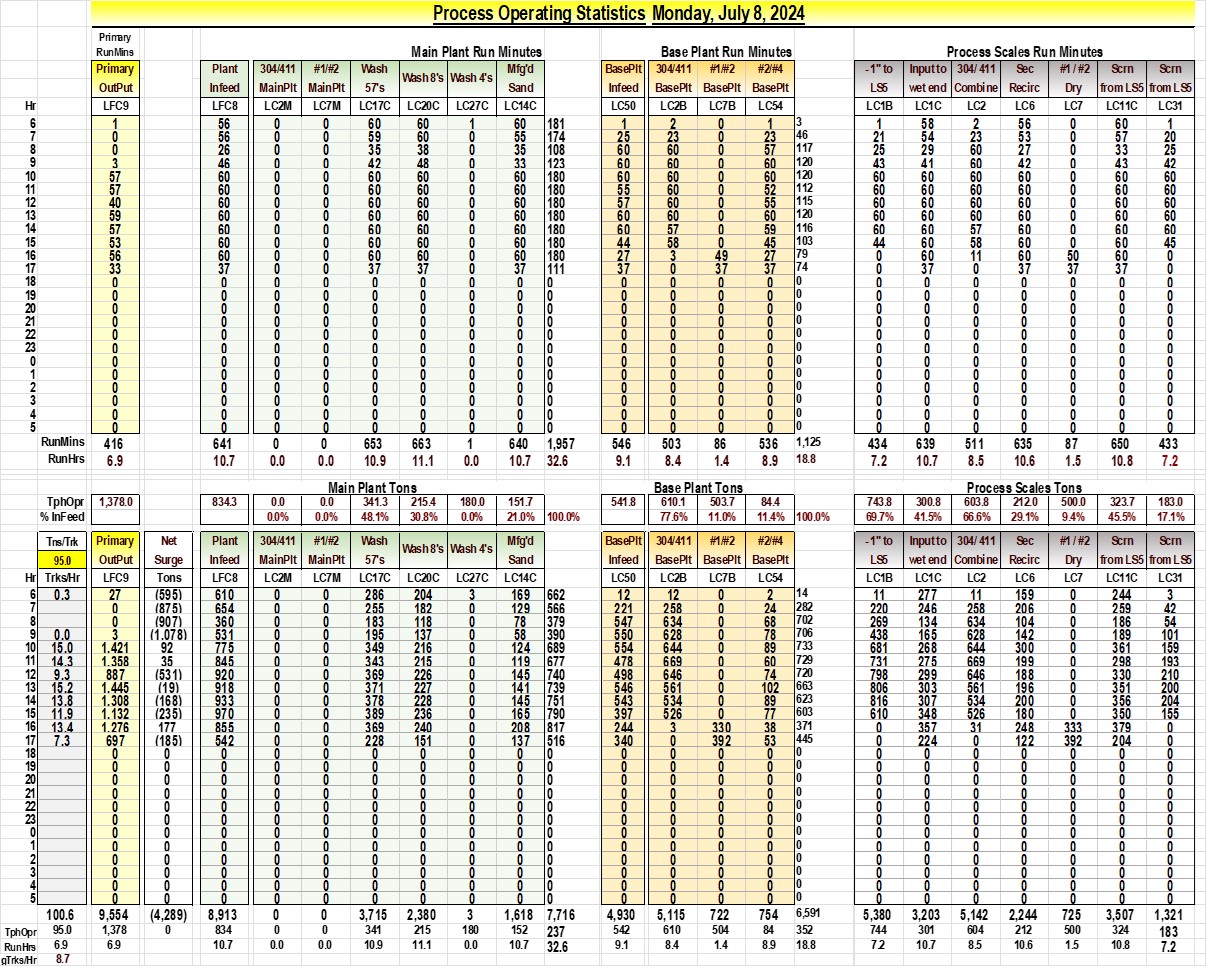 Process Operating Statistics Monday, July 8, 2024
Primary
RunMins Main Plant Run Minutes Base Plant Run Minutes Process Scales Run Minutes
Primary Plant 304/411 #1/#2 Wash Wash 8's Wash 4's Mfg'd BasePlt 304/411 #1/#2 #2/#4 -1" to Input to 304/ 411 Sec #1 / #2 Scrn Scrn
OutPut Infeed MainPlt MainPlt 57's Sand Infeed BasePlt BasePlt BasePlt LS5 wet end Combine Recirc Dry from LS5 from LS5
Hr LFC9 LFC8 LC2M LC7M LC17C LC20C LC27C LC14C LC50 LC2B LC7B LC54 LC1B LC1C LC2 LC6 LC7 LC11C LC31
6 1 56 0 0 60 60 1 60 181 1 2 0 1 3 1 58 2 56 0 60 1
7 0 56 0 0 59 60 0 55 174 25 23 0 23 46 21 54 23 53 0 57 20
8 0 26 0 0 35 38 0 35 108 60 60 0 57 117 25 29 60 27 0 33 25
9 3 46 0 0 42 48 0 33 123 60 60 0 60 120 43 41 60 42 0 43 42
10 57 60 0 0 60 60 0 60 180 60 60 0 60 120 60 60 60 60 0 60 60
11 57 60 0 0 60 60 0 60 180 55 60 0 52 112 60 60 60 60 0 60 60
12 40 60 0 0 60 60 0 60 180 57 60 0 55 115 60 60 60 60 0 60 60
13 59 60 0 0 60 60 0 60 180 60 60 0 60 120 60 60 60 60 0 60 60
14 57 60 0 0 60 60 0 60 180 60 57 0 59 116 60 60 57 60 0 60 60
15 53 60 0 0 60 60 0 60 180 44 58 0 45 103 44 60 58 60 0 60 45
16 56 60 0 0 60 60 0 60 180 27 3 49 27 79 0 60 11 60 50 60 0
17 33 37 0 0 37 37 0 37 111 37 0 37 37 74 0 37 0 37 37 37 0
18 0 0 0 0 0 0 0 0 0 0 0 0 0 0 0 0 0 0 0 0 0
19 0 0 0 0 0 0 0 0 0 0 0 0 0 0 0 0 0 0 0 0 0
20 0 0 0 0 0 0 0 0 0 0 0 0 0 0 0 0 0 0 0 0 0
21 0 0 0 0 0 0 0 0 0 0 0 0 0 0 0 0 0 0 0 0 0
22 0 0 0 0 0 0 0 0 0 0 0 0 0 0 0 0 0 0 0 0 0
23 0 0 0 0 0 0 0 0 0 0 0 0 0 0 0 0 0 0 0 0 0
0 0 0 0 0 0 0 0 0 0 0 0 0 0 0 0 0 0 0 0 0 0
1 0 0 0 0 0 0 0 0 0 0 0 0 0 0 0 0 0 0 0 0 0
2 0 0 0 0 0 0 0 0 0 0 0 0 0 0 0 0 0 0 0 0 0
3 0 0 0 0 0 0 0 0 0 0 0 0 0 0 0 0 0 0 0 0 0
4 0 0 0 0 0 0 0 0 0 0 0 0 0 0 0 0 0 0 0 0 0
5 0 0 0 0 0 0 0 0 0 0 0 0 0 0 0 0 0 0 0 0 0
RunMins 416 641 0 0 653 663 1 640 1,957 546 503 86 536 1,125 434 639 511 635 87 650 433
RunHrs 6.9 10.7 0.0 0.0 10.9 11.1 0.0 10.7 32.6 9.1 8.4 1.4 8.9 18.8 7.2 10.7 8.5 10.6 1.5 10.8 7.2
Main Plant Tons Base Plant Tons Process Scales Tons
TphOpr 1,378.0 834.3 0.0 0.0 341.3 215.4 180.0 151.7 541.8 610.1 503.7 84.4 743.8 300.8 603.8 212.0 500.0 323.7 183.0
% InFeed 0.0% 0.0% 48.1% 30.8% 0.0% 21.0% 100.0% 77.6% 11.0% 11.4% 100.0% 69.7% 41.5% 66.6% 29.1% 9.4% 45.5% 17.1%
Tns/Trk Primary Net Plant 304/411 #1/#2 Wash Wash 8's Wash 4's Mfg'd BasePlt 304/411 #1/#2 #2/#4 -1" to Input to 304/ 411 Sec #1 / #2 Scrn Scrn
95.0 OutPut Surge Infeed MainPlt MainPlt 57's Sand Infeed BasePlt BasePlt BasePlt LS5 wet end Combine Recirc Dry from LS5 from LS5
Hr Trks/Hr LFC9 Tons LFC8 LC2M LC7M LC17C LC20C LC27C LC14C LC50 LC2B LC7B LC54 LC1B LC1C LC2 LC6 LC7 LC11C LC31
6 0.3 27 (595) 610 0 0 286 204 3 169 662 12 12 0 2 14 11 277 11 159 0 244 3
7 0 (875) 654 0 0 255 182 0 129 566 221 258 0 24 282 220 246 258 206 0 259 42
8 0 (907) 360 0 0 183 118 0 78 379 547 634 0 68 702 269 134 634 104 0 186 54
9 0.0 3 (1,078) 531 0 0 195 137 0 58 390 550 628 0 78 706 438 165 628 142 0 189 101
10 15.0 1,421 92 775 0 0 349 216 0 124 689 554 644 0 89 733 681 268 644 300 0 361 159
11 14.3 1,358 35 845 0 0 343 215 0 119 677 478 669 0 60 729 731 275 669 199 0 298 193
12 9.3 887 (531) 920 0 0 369 226 0 145 740 498 646 0 74 720 798 299 646 188 0 330 210
13 15.2 1,445 (19) 918 0 0 371 227 0 141 739 546 561 0 102 663 806 303 561 196 0 351 200
14 13.8 1,308 (168) 933 0 0 378 228 0 145 751 543 534 0 89 623 816 307 534 200 0 356 204
15 11.9 1,132 (235) 970 0 0 389 236 0 165 790 397 526 0 77 603 610 348 526 180 0 350 155
16 13.4 1,276 177 855 0 0 369 240 0 208 817 244 3 330 38 371 0 357 31 248 333 379 0
17 7.3 697 (185) 542 0 0 228 151 0 137 516 340 0 392 53 445 0 224 0 122 392 204 0
18 0 0 0 0 0 0 0 0 0 0 0 0 0 0 0 0 0 0 0 0 0 0
19 0 0 0 0 0 0 0 0 0 0 0 0 0 0 0 0 0 0 0 0 0 0
20 0 0 0 0 0 0 0 0 0 0 0 0 0 0 0 0 0 0 0 0 0 0
21 0 0 0 0 0 0 0 0 0 0 0 0 0 0 0 0 0 0 0 0 0 0
22 0 0 0 0 0 0 0 0 0 0 0 0 0 0 0 0 0 0 0 0 0 0
23 0 0 0 0 0 0 0 0 0 0 0 0 0 0 0 0 0 0 0 0 0 0
0 0 0 0 0 0 0 0 0 0 0 0 0 0 0 0 0 0 0 0 0 0 0
1 0 0 0 0 0 0 0 0 0 0 0 0 0 0 0 0 0 0 0 0 0 0
2 0 0 0 0 0 0 0 0 0 0 0 0 0 0 0 0 0 0 0 0 0 0
3 0 0 0 0 0 0 0 0 0 0 0 0 0 0 0 0 0 0 0 0 0 0
4 0 0 0 0 0 0 0 0 0 0 0 0 0 0 0 0 0 0 0 0 0 0
5 0 0 0 0 0 0 0 0 0 0 0 0 0 0 0 0 0 0 0 0 0 0
100.6 9,554 (4,289) 8,913 0 0 3,715 2,380 3 1,618 7,716 4,930 5,115 722 754 6,591 5,380 3,203 5,142 2,244 725 3,507 1,321
TphOpr 95.0 1,378 0 834 0 0 341 215 180 152 237 542 610 504 84 352 744 301 604 212 500 324 183
RunHrs 6.9 6.9 10.7 0.0 0.0 10.9 11.1 0.0 10.7 32.6 9.1 8.4 1.4 8.9 18.8 7.2 10.7 8.5 10.6 1.5 10.8 7.2
gTrks/Hr 8.7